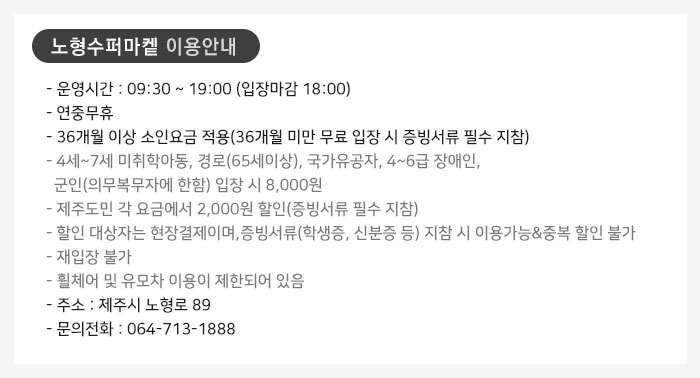 노형수퍼마켙 이용안내
- 운영시간 : 09:30 ~ 19:00 (입장마감 18:00)
- 연중무휴
- 36개월 이상 소인요금 적용(36개월 미만 무료 입장 시 증빙서류 필수 지참)
- 4세~7세 미취학아동, 경로(65세이상), 국가유공자, 4~6급 장애인,
군인(의무복무자에 한함) 입장 시 8,000원
- 제주도민 각 요금에서 2,000원 할인(증빙서류 필수 지참)
- 할인 대상자는 현장결제이며,증빙서류(학생증, 신분증 등) 지참 시 이용가능&중복 할인 불가
- 재입장 불가
- 휠체어 및 유모차 이용이 제한되어 있음
- 주소 : 제주시 노형로 89
- 문의전화 : 064-713-1888